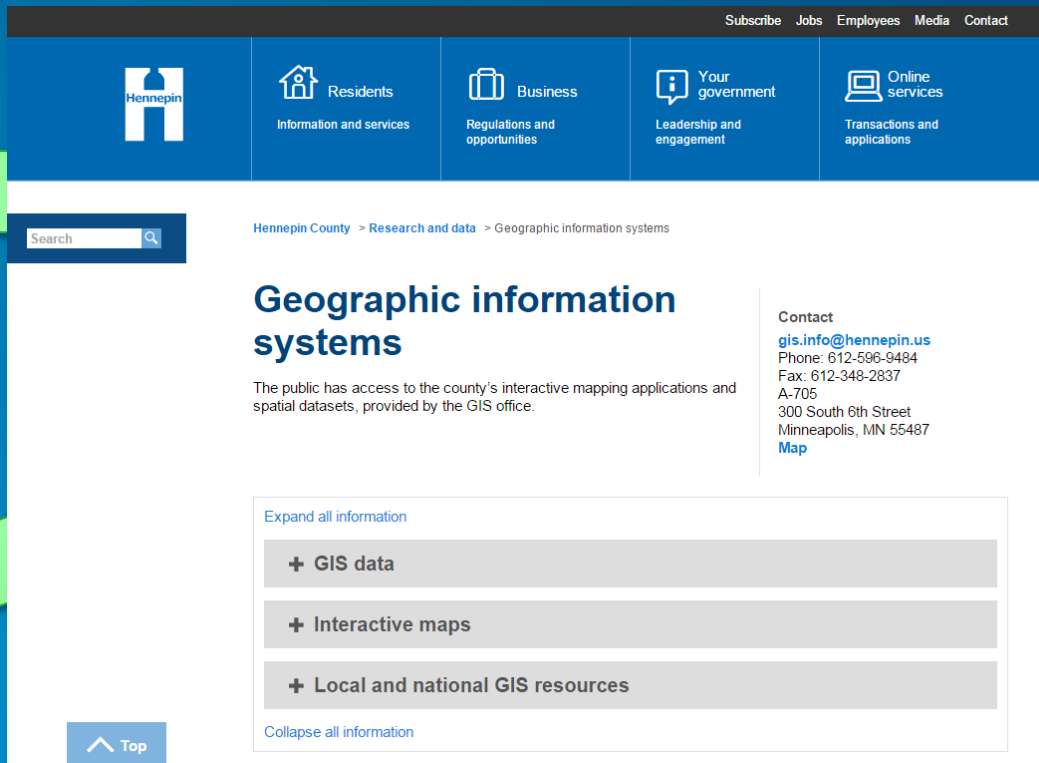 Subscribe Jobs Employees Media Contact
Hennepin
Residents
Information and services
Business
Regulations and
opportunities
Your
government
Leadership and
engagement
Online
services
Transactions and
applications
Search
Hennepin County > Research and data > Geographic information systems
Geographic information
systems
The public has access to the county’s interactive mapping applications and
spatial datasets, provided by the GIS office.
Contact
gis.info@hennepin.us
Phone: 612-596-9484
Fax: 612-348-2837
A-705
300 South 6th Street
Minneapolis, MN 55487
Map
Expand all information
+ GIS data
+ Interactive maps
+ Local and national GIS resources
Collapse all information
Top